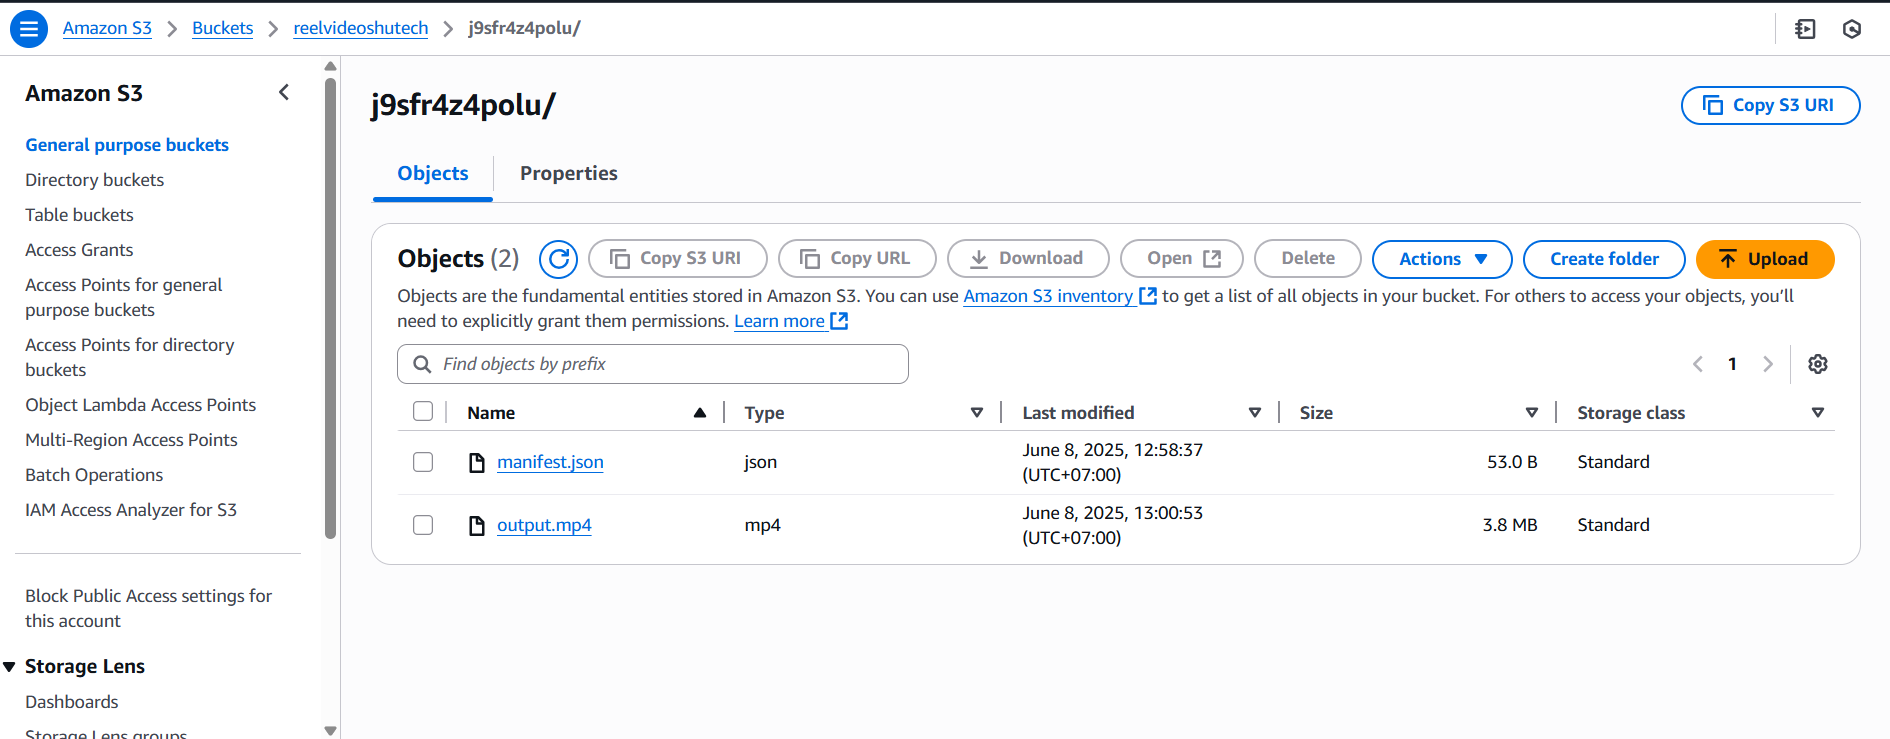 Amazon S3 > Buckets > reelvideoshutech > j9sfr4z4polu/
Amazon S3
General purpose buckets
Directory buckets
Table buckets
Access Grants
Access Points for general
purpose buckets
Access Points for directory
buckets
Object Lambda Access Points
Multi-Region Access Points
Batch Operations
IAM Access Analyzer for S3
Block Public Access settings for
this account
Storage Lens
Dashboards
Storage Lens groups
j9sfr4z4polu/
Copy S3 URI
Objects Properties
Objects (2) Copy S3 URI Copy URL Download Open Delete Actions Create folder Upload
Objects are the fundamental entities stored in Amazon S3. You can use Amazon S3 inventory to get a list of all objects in your bucket. For others to access your objects, you’ll
need to explicitly grant them permissions. Learn more
Find objects by prefix
1
Name Type Last modified Size Storage class
manifest.json json June 8, 2025, 12:58:37 (UTC+07:00) 53.0 B Standard
output.mp4 mp4 June 8, 2025, 13:00:53 (UTC+07:00) 3.8 MB Standard